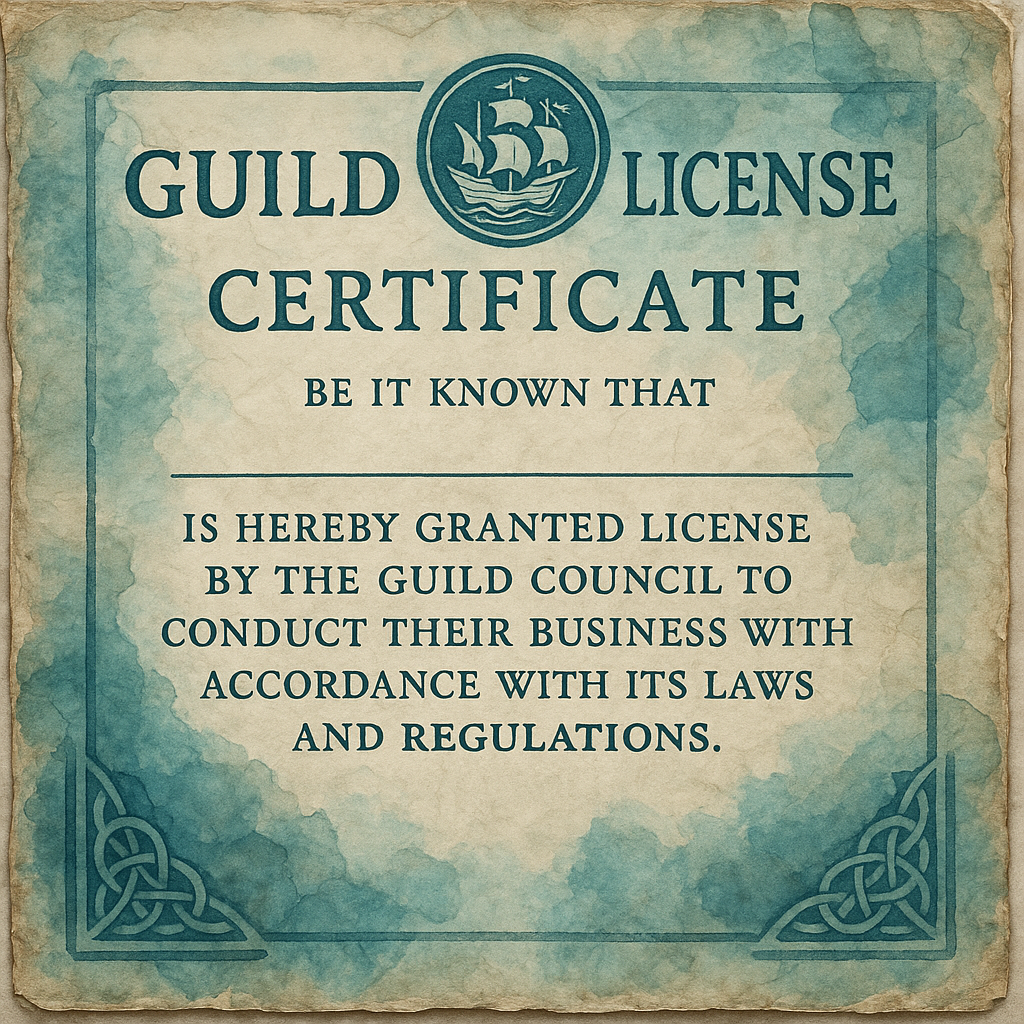 GUILD LICENSE
CERTIFICATE
BE IT KNOWN THAT
IS HEREBY GRANTED LICENSE
BY THE GUILD COUNCIL TO
CONDUCT THEIR BUSINESS WITH
ACCORDANCE WITH ITS LAWS
AND REGULATIONS.